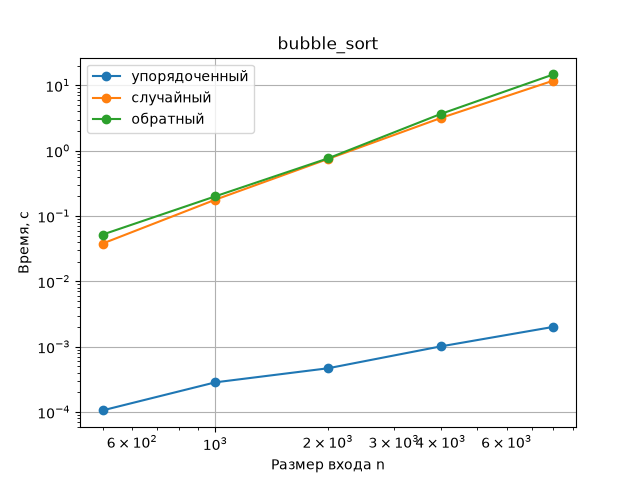 bubble_sort
упорядоченный
случайный
обратный
Время, с
10¹
10⁰
10⁻¹
10⁻²
10⁻³
10⁻⁴
6 × 10² 10³ 2 × 10³ 3 × 10³ 4 × 10³ 6 × 10³
Размер входа n